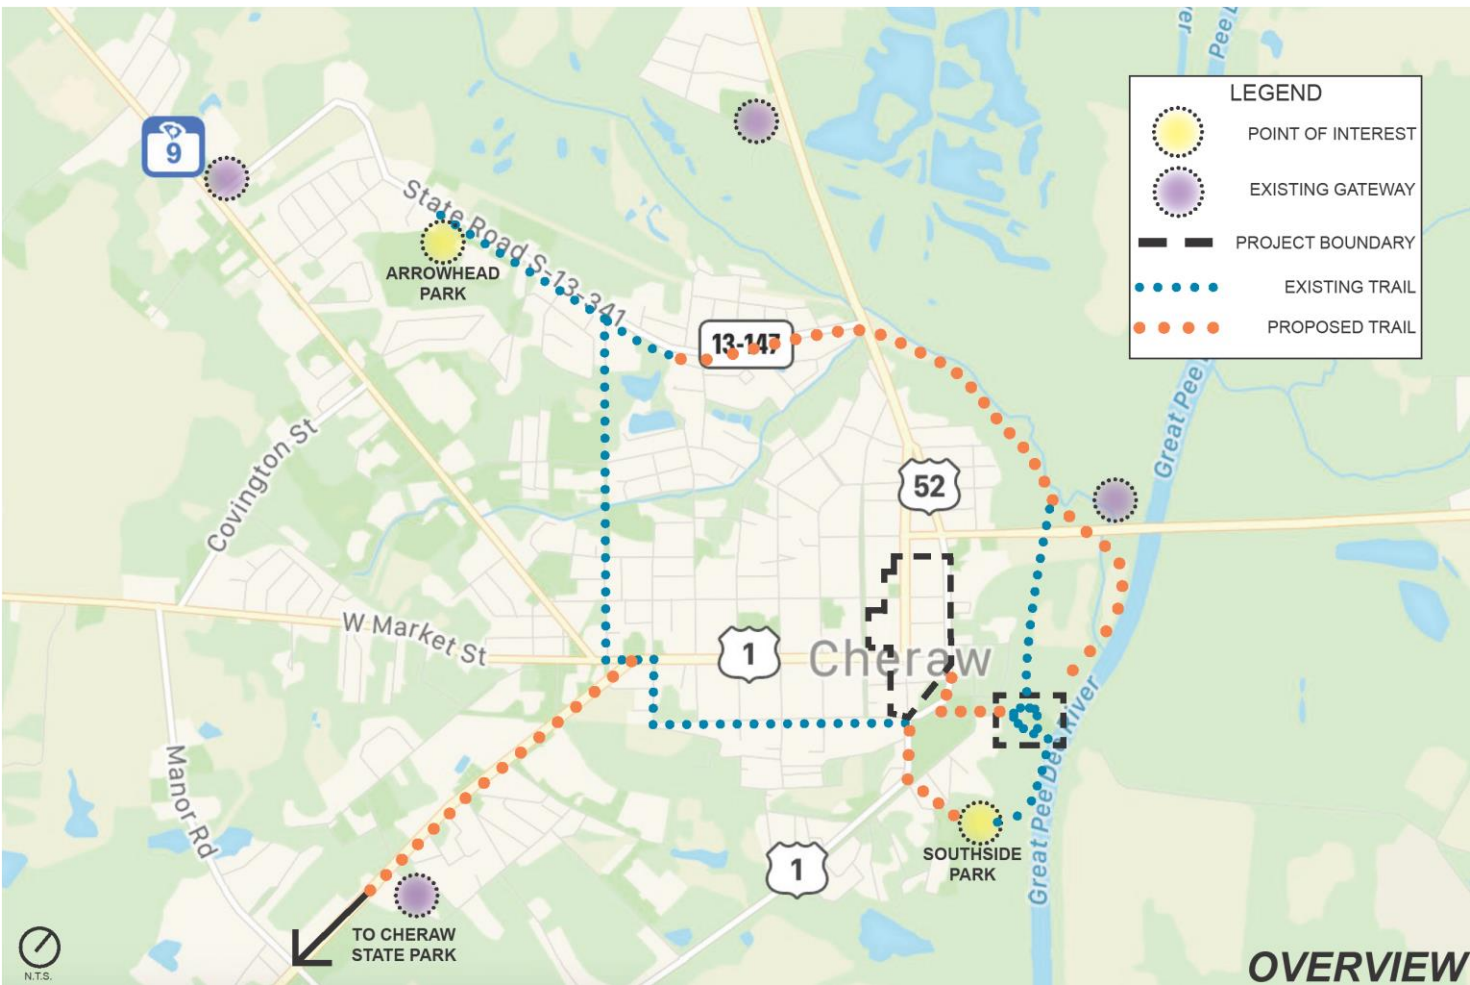 er
Pee D
LEGEND
POINT OF INTEREST
EXISTING GATEWAY
PROJECT BOUNDARY
EXISTING TRAIL
PROPOSED TRAIL
9
State Road S-13-341
ARROWHEAD
PARK
13-147
Great Pee
Covington St
52
W Market St
1
Cheraw
Manor Rd
Great Pee Dee River
1
SOUTHSIDE
PARK
TO CHERAW
STATE PARK
N.T.S.
OVERVIEW